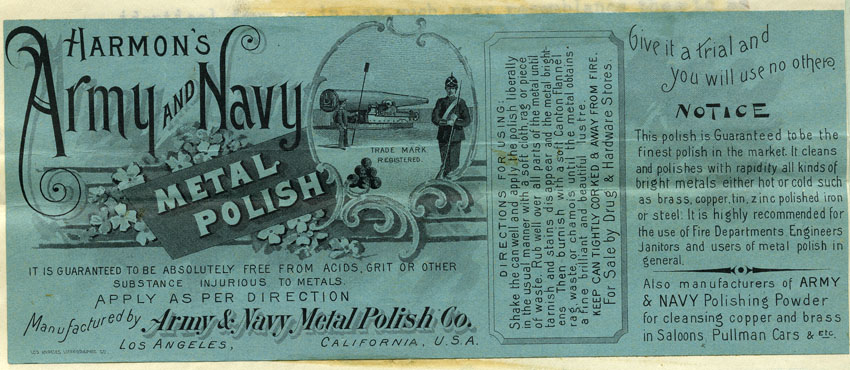 HARMON'S
Army AND Navy
METAL
POLISH
TRADE MARK
REGISTERED.
IT IS GUARANTEED TO BE ABSOLUTELY FREE FROM ACIDS, GRIT OR OTHER
SUBSTANCE INJURIOUS TO METALS.
APPLY AS PER DIRECTION
Manufactured by Army & Navy Metal Polish Co.
LOS ANGELES, CALIFORNIA, U.S.A.
LOS ANGELES LITHOGRAPHIC CO.
DIRECTIONS FOR USING:
Shake the can well and apply the polish liberally
in the usual manner with a soft cloth, rag or piece
of waste. Rub well over all parts of the metal until
tarnish and stains disappear and the metal bright-
ens. Then burnish with a soft Canton Flannel
rag, waste or chamois until the metal obtains
a fine brilliant and beautiful lustre.
KEEP CAN TIGHTLY CORKED & AWAY FROM FIRE.
For Sale by Drug & Hardware Stores.
Give it a trial and
you will use no other.
NOTICE
This polish is Guaranteed to be the
finest polish in the market. It cleans
and polishes with rapidity all kinds of
bright metals either hot or cold such
as brass, copper, tin, zinc polished iron
or steel. It is highly recommended for
the use of Fire Departments, Engineers
Janitors and users of metal polish in
general.
Also manufacturers of ARMY
& NAVY Polishing Powder
for cleansing copper and brass
in Saloons, Pullman Cars & ETC.